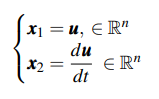 x₁ = u, ∈ ℝⁿ
x₂ = du/dt ∈ ℝⁿ